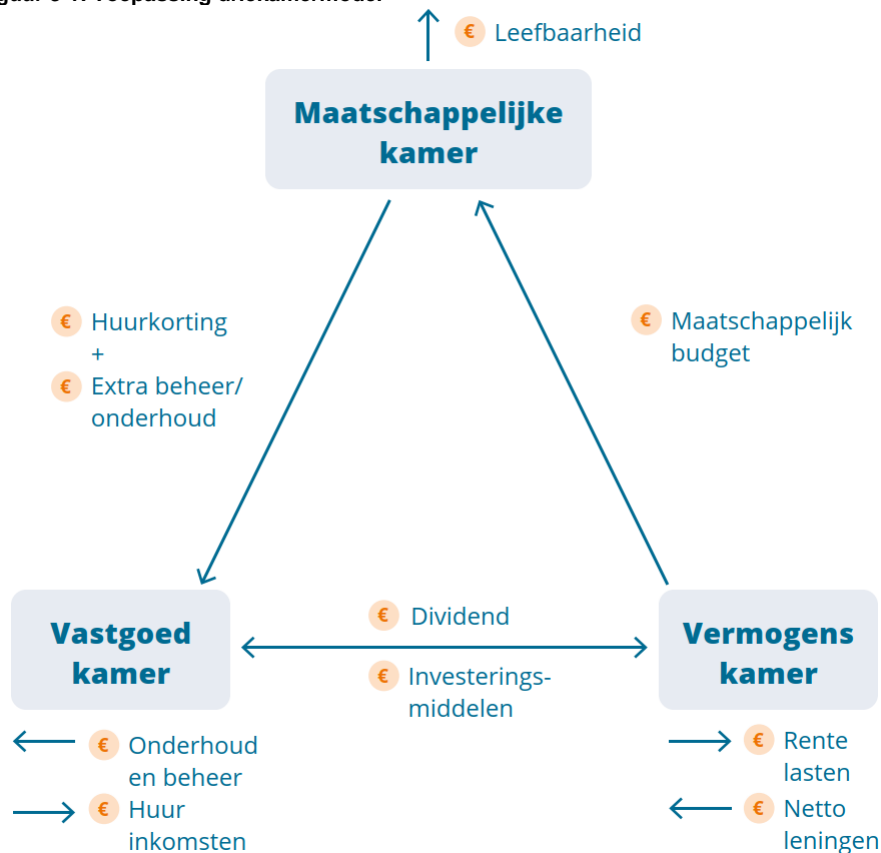 € Leefbaarheid
Maatschappelijke
kamer
€ Huurkorting
+
€ Extra beheer/
onderhoud
€ Maatschappelijk
budget
€ Dividend
€ Investerings-
middelen
Vastgoed
kamer
Vermogens
kamer
€ Onderhoud
en beheer
€ Huur
inkomsten
€ Rente
lasten
€ Netto
leningen